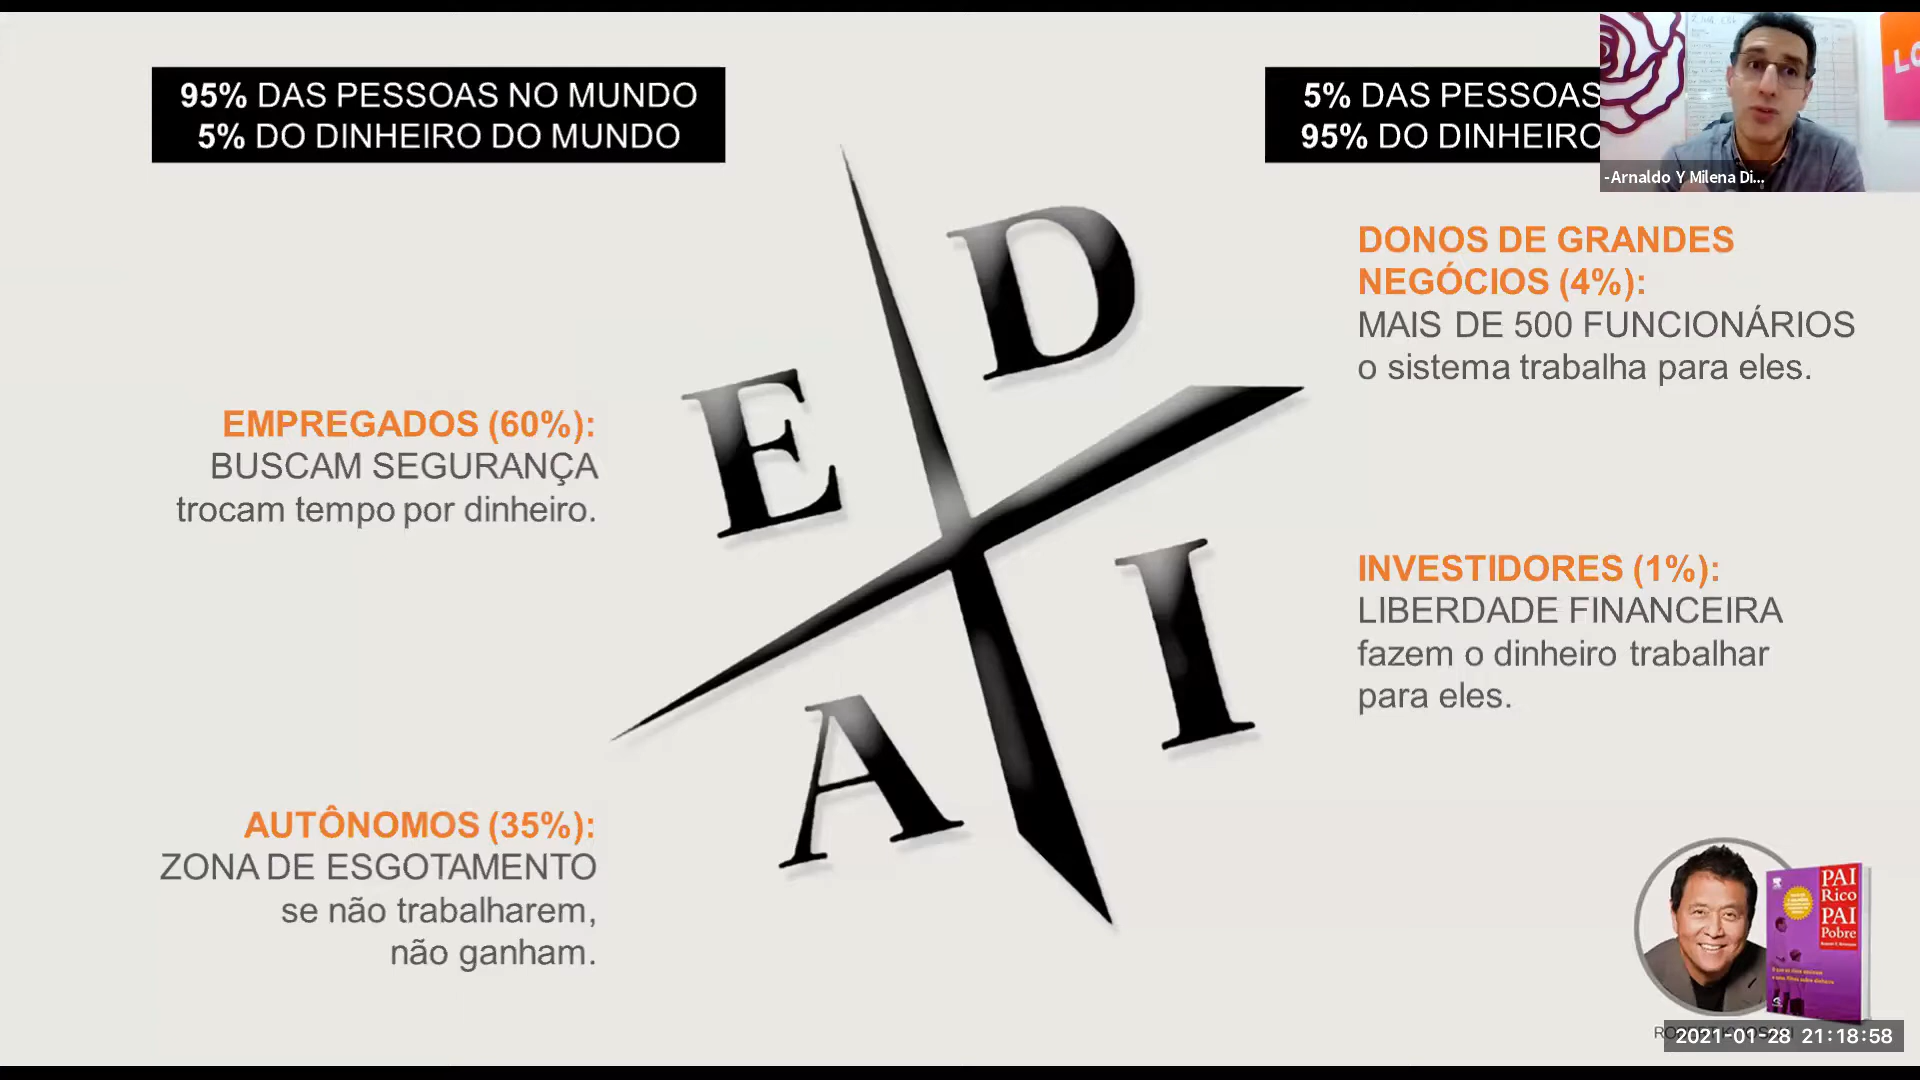 95% DAS PESSOAS NO MUNDO
5% DO DINHEIRO DO MUNDO
5% DAS PESSOAS
95% DO DINHEIRO
LO
-Arnaldo Y Milena Di...
E
D
A
I
DONOS DE GRANDES
NEGÓCIOS (4%):
MAIS DE 500 FUNCIONÁRIOS
o sistema trabalha para eles.
EMPREGADOS (60%):
BUSCAM SEGURANÇA
trocam tempo por dinheiro.
INVESTIDORES (1%):
LIBERDADE FINANCEIRA
fazem o dinheiro trabalhar
para eles.
AUTÔNOMOS (35%):
ZONA DE ESGOTAMENTO
se não trabalharem,
não ganham.
PAI
Rico
PAI
Pobre
2021-01-28 21:18:58